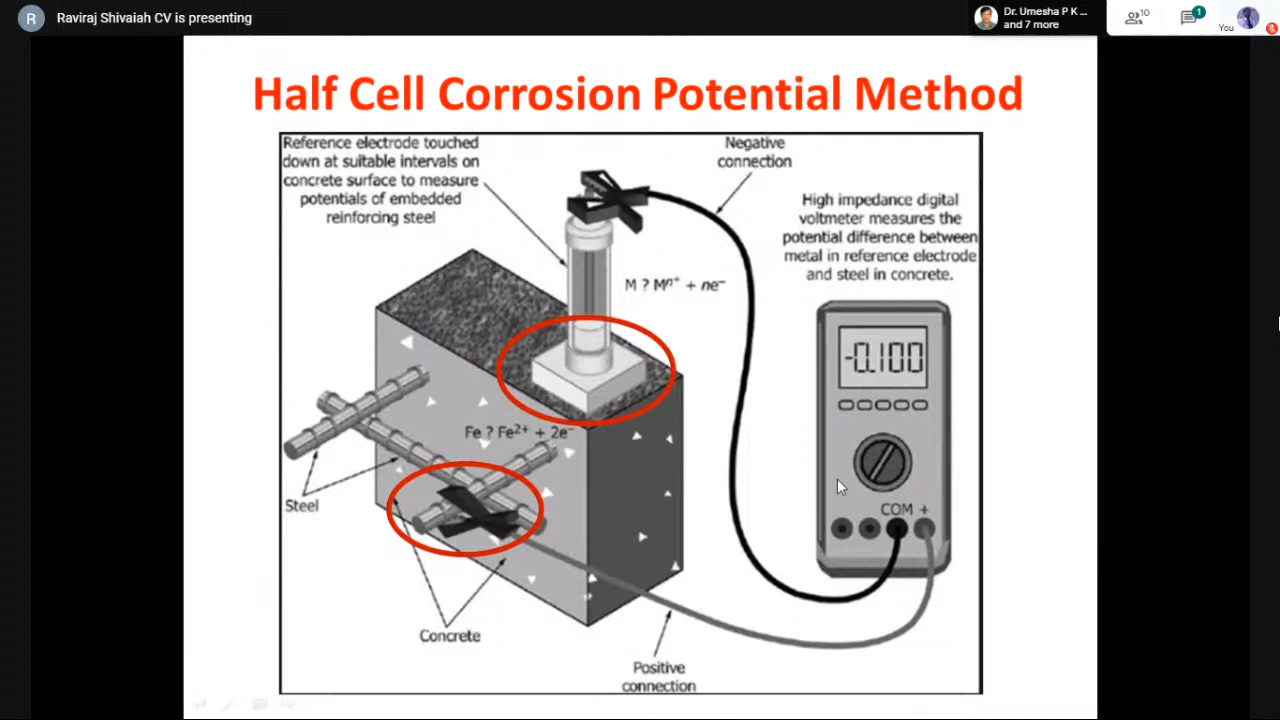 R
Raviraj Shivaiah CV is presenting
Dr. Umesha P K ...
and 7 more
10
1
You
Half Cell Corrosion Potential Method
Reference electrode touched
down at suitable intervals on
concrete surface to measure
potentials of embedded
reinforcing steel
Negative
connection
High impedance digital
voltmeter measures the
potential difference between
metal in reference electrode
and steel in concrete.
M ? Mⁿ⁺ + ne⁻
-0.100
Fe ? Fe²⁺ + 2e⁻
Steel
COM +
Concrete
Positive
connection